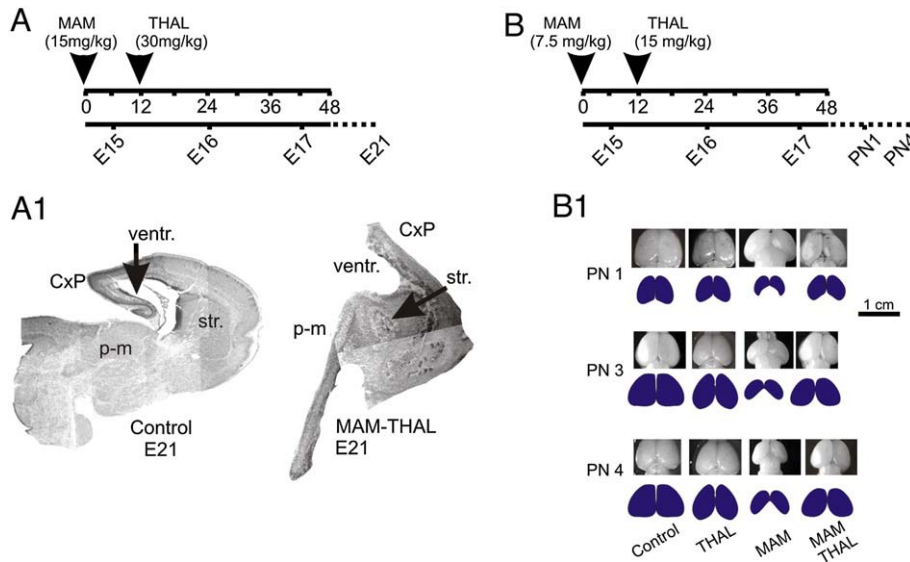 A
MAM
(15mg/kg)
THAL
(30mg/kg)
0 12 24 36 48
E15 E16 E17 E21
A1
ventr.
CxP
str.
p-m
Control
E21
CxP
ventr.
str.
p-m
MAM-THAL
E21
B
MAM
(7.5 mg/kg)
THAL
(15 mg/kg)
0 12 24 36 48
E15 E16 E17 PN1 PN4
B1
PN 1
1 cm
PN 3
PN 4
Control THAL MAM MAM
THAL